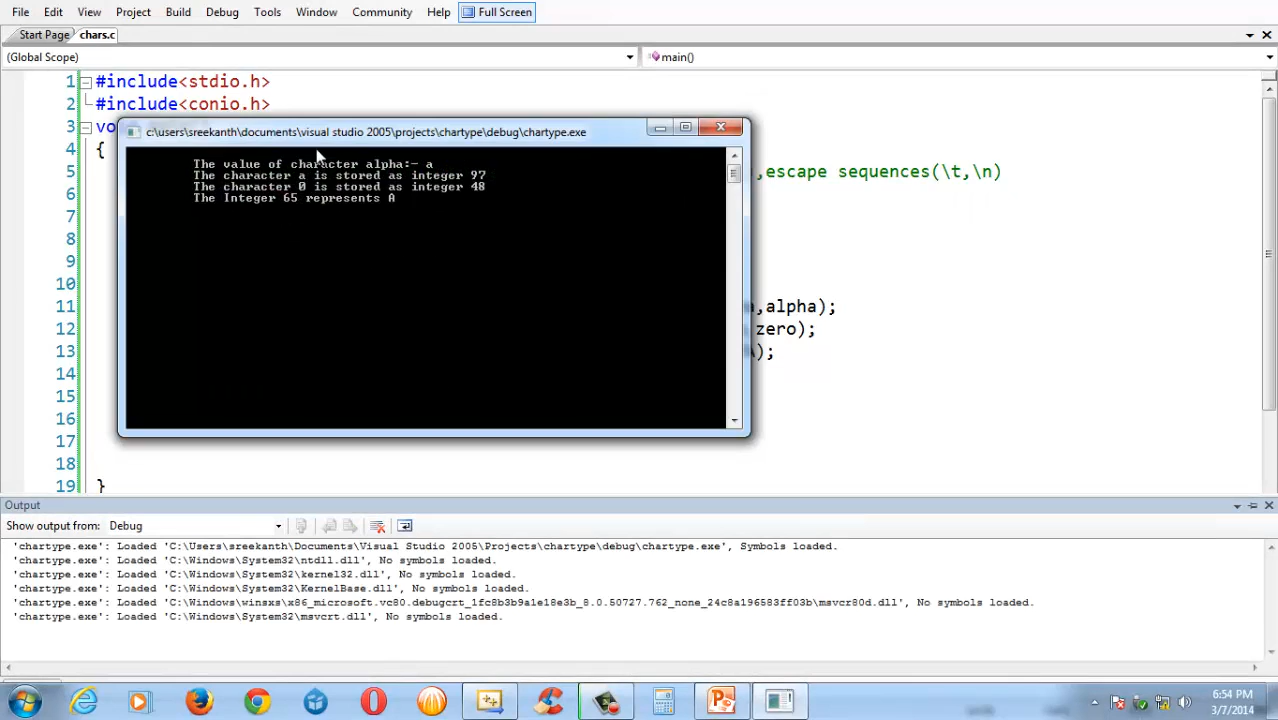 File Edit View Project Build Debug Tools Window Community Help Full Screen
Start Page chars.c
(Global Scope) main()
1 #include<stdio.h>
2 #include<conio.h>
3
c:\users\sreekanth\documents\visual studio 2005\projects\chartype\debug\chartype.exe
4 {
The value of character alpha:- a
5 ,escape sequences(\t,\n)
The character a is stored as integer 97
The character 0 is stored as integer 48
6
The Integer 65 represents A
7
8
9
10
11 ,alpha);
12 ,zero);
13 );
14
15
16
17
18
19 }
Output
Show output from: Debug
'chartype.exe': Loaded 'C:\Users\sreekanth\Documents\Visual Studio 2005\Projects\chartype\debug\chartype.exe', Symbols loaded.
'chartype.exe': Loaded 'C:\Windows\System32\ntdll.dll', No symbols loaded.
'chartype.exe': Loaded 'C:\Windows\System32\kernel32.dll', No symbols loaded.
'chartype.exe': Loaded 'C:\Windows\System32\KernelBase.dll', No symbols loaded.
'chartype.exe': Loaded 'C:\Windows\winsxs\x86_microsoft.vc80.debugcrt_1fc8b3b9a1e18e3b_8.0.50727.762_none_24c8a196583ff03b\msvcr80d.dll', No symbols loaded.
'chartype.exe': Loaded 'C:\Windows\System32\msvcrt.dll', No symbols loaded.
6:54 PM
3/7/2014